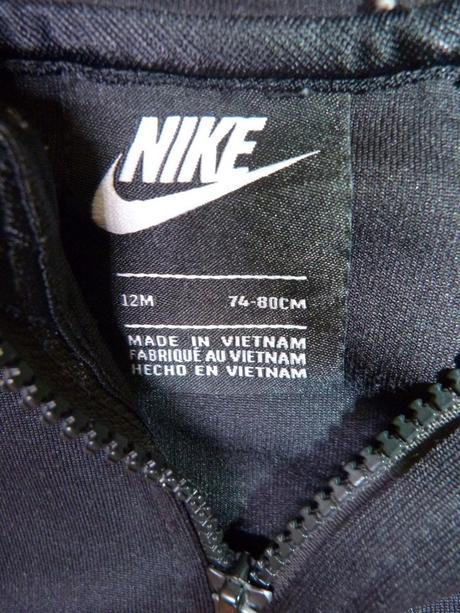 NIKE
12M 74-80CM
MADE IN VIETNAM
FABRIQUÉ AU VIETNAM
HECHO EN VIETNAM